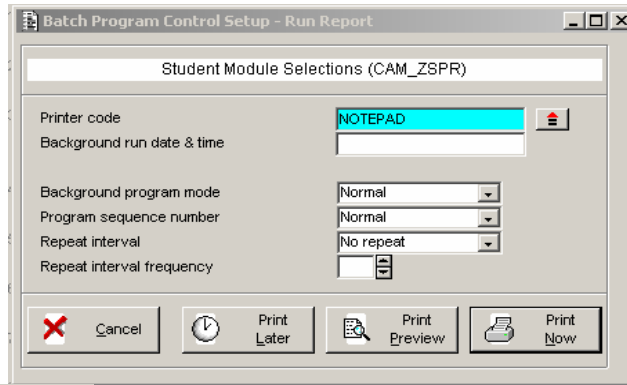 Batch Program Control Setup - Run Report
Student Module Selections (CAM_ZSPR)
Printer code NOTEPAD
Background run date & time
Background program mode Normal
Program sequence number Normal
Repeat interval No repeat
Repeat interval frequency
Cancel
Print Later
Print Preview
Print Now